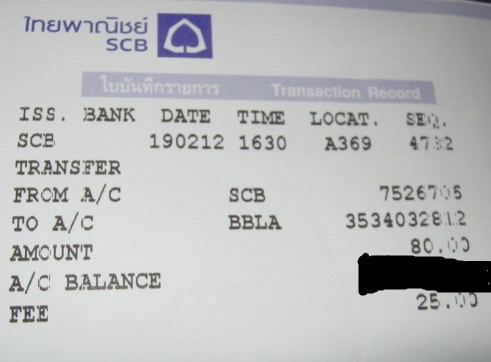 ไทยพาณิชย์
SCB
ใบบันทึกรายการ Transaction Record
ISS. BANK DATE TIME LOCAT. SEQ.
SCB 190212 1630 A369 4732
TRANSFER
FROM A/C SCB 7526706
TO A/C BBLA 3534032812
AMOUNT 80.00
A/C BALANCE
FEE 25.00